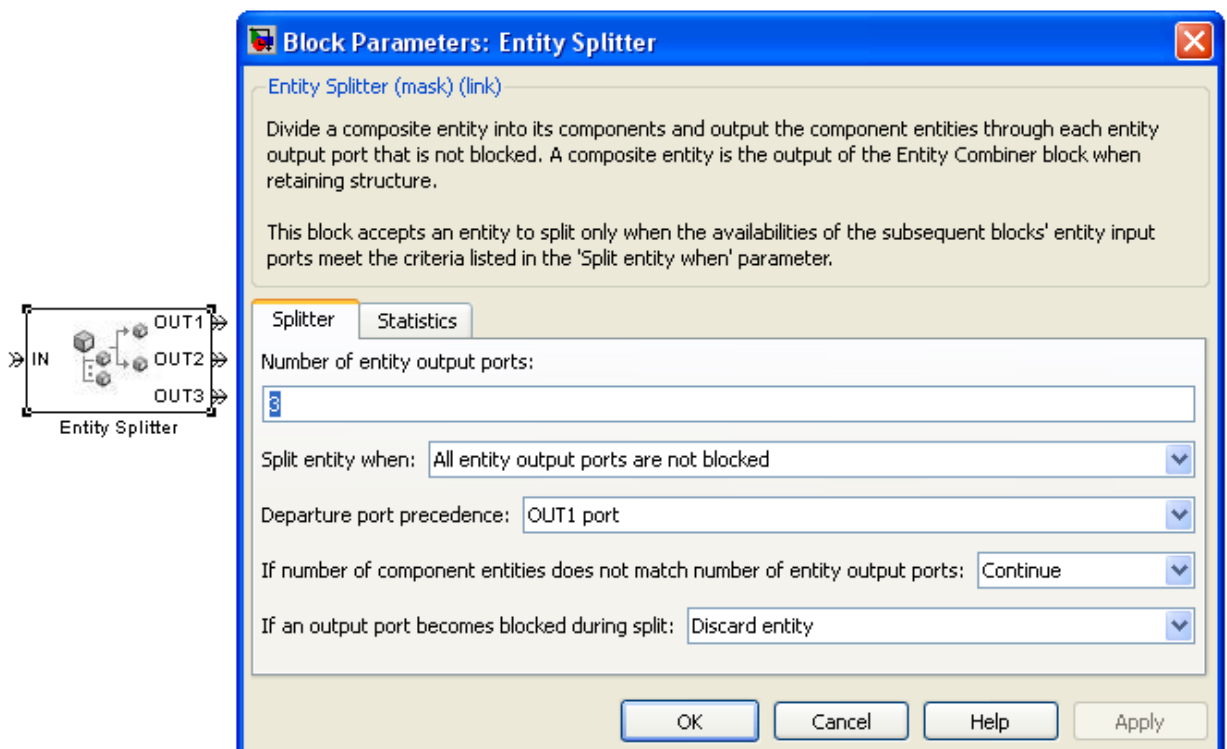 Block Parameters: Entity Splitter
Entity Splitter (mask) (link)
Divide a composite entity into its components and output the component entities through each entity
output port that is not blocked. A composite entity is the output of the Entity Combiner block when
retaining structure.
This block accepts an entity to split only when the availabilities of the subsequent blocks' entity input
ports meet the criteria listed in the 'Split entity when' parameter.
Splitter Statistics
Number of entity output ports:
3
Split entity when: All entity output ports are not blocked
Departure port precedence: OUT1 port
If number of component entities does not match number of entity output ports: Continue
If an output port becomes blocked during split: Discard entity
OK Cancel Help Apply
OUT1
IN OUT2
OUT3
Entity Splitter